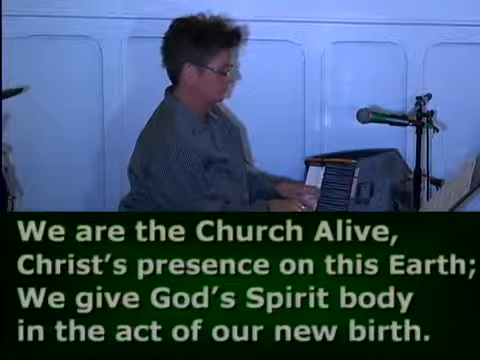 We are the Church Alive,
Christ's presence on this Earth;
We give God's Spirit body
in the act of our new birth.